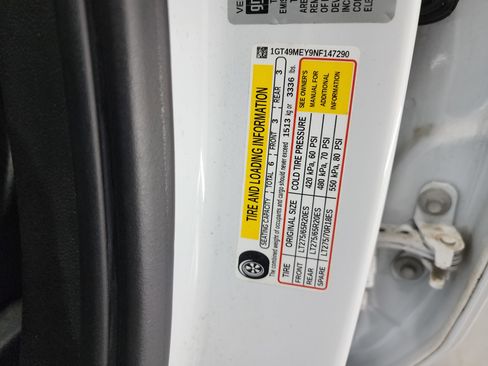 GM
1GT49MEY9NF147290
TIRE AND LOADING INFORMATION
SEATING CAPACITY TOTAL 6 FRONT 3 REAR 3
The combined weight of occupants and cargo should never exceed 1513 kg or 3336 lbs.
TIRE ORIGINAL SIZE COLD TIRE PRESSURE
FRONT LT275/65R20ES 420 kPa, 60 PSI
REAR LT275/65R20ES 480 kPa, 70 PSI
SPARE LT275/70R18ES 550 kPa, 80 PSI
SEE OWNER'S
MANUAL FOR
ADDITIONAL
INFORMATION